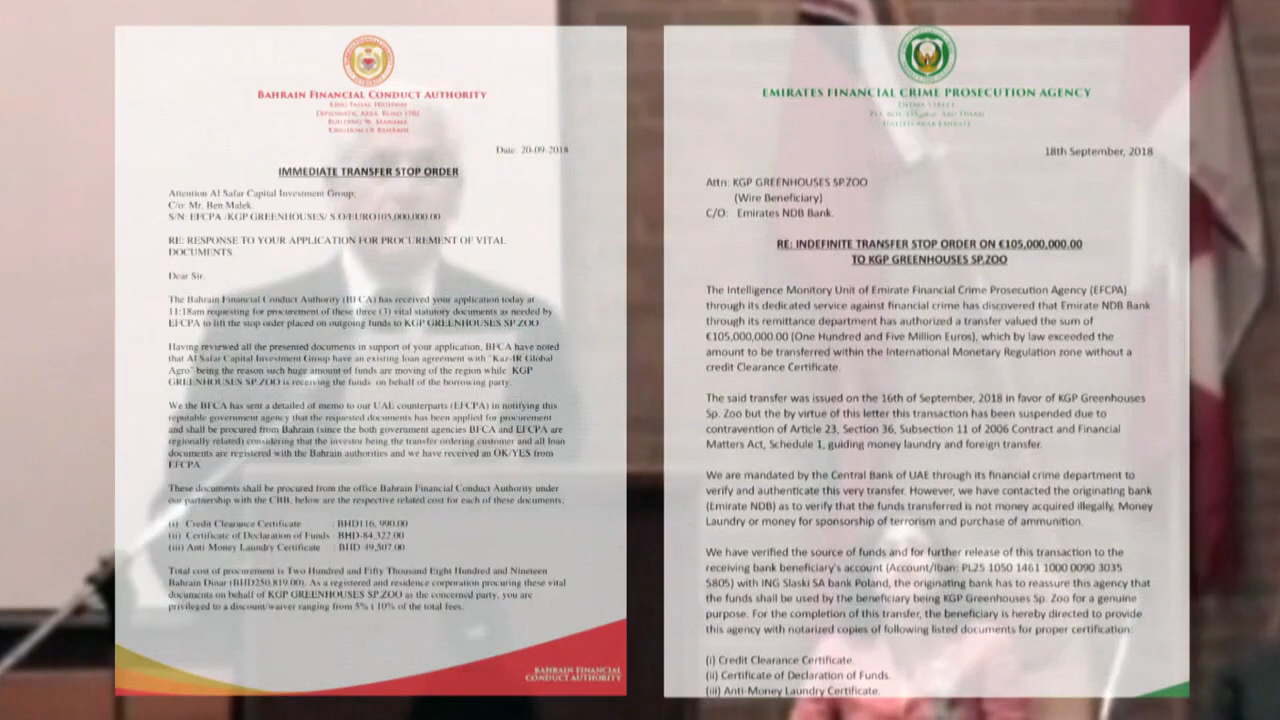 BAHRAIN FINANCIAL CONDUCT AUTHORITY
KING FAISAL HIGHWAY
DIPLOMATIC AREA, ROAD 1702
BUILDING 96, MANAMA
KINGDOM OF BAHRAIN
Date: 20-09-2018
IMMEDIATE TRANSFER STOP ORDER
Attention Al Safar Capital Investment Group,
C/o: Mr. Ben Malek.
S/N: EFCPA /KGP GREENHOUSES/ S.O/EURO105,000,000.00
RE: RESPONSE TO YOUR APPLICATION FOR PROCUREMENT OF VITAL
DOCUMENTS
Dear Sir,
The Bahrain Financial Conduct Authority (BFCA) has received your application today at
11:18am requesting for procurement of these three (3) vital statutory documents as needed by
EFCPA to lift the stop order placed on outgoing funds to KGP GREENHOUSES SP.ZOO
Having reviewed all the presented documents in support of your application, BFCA have noted
that Al Safar Capital Investment Group have an existing loan agreement with "Kaz-IR Global
Agro" being the reason such huge amount of funds are moving of the region while KGP
GREENHOUSES SP.ZOO is receiving the funds on behalf of the borrowing party.
We the BFCA has sent a detailed of memo to our UAE counterparts (EFCPA) in notifying this
reputable government agency that the requested documents has been applied for procurement
and shall be procured from Bahrain (since the both government agencies BFCA and EFCPA are
regionally related) considering that the investor being the transfer ordering customer and all loan
documents are registered with the Bahrain authorities and we have received an OK/YES from
EFCPA
These documents shall be procured from the office Bahrain Financial Conduct Authority under
our partnership with the CBB, below are the respective related cost for each of these documents;
(i) Credit Clearance Certificate : BHD116, 990.00
(ii) Certificate of Declaration of Funds : BHD-84,322.00
(iii) Anti-Money Laundry Certificate : BHD-49,507.00
Total cost of procurement is Two Hundred and Fifty Thousand Eight Hundred and Nineteen
Bahrain Dinar (BHD250,819.00). As a registered and residence corporation procuring these vital
documents on behalf of KGP GREENHOUSES SP.ZOO as the concerned party, you are
privileged to a discount/waiver ranging from 5% t 10% of the total fees.
BAHRAIN FINANCIAL
CONDUCT AUTHORITY
EMIRATES FINANCIAL CRIME PROSECUTION AGENCY
ABU DHABI
UNITED ARAB EMIRATE
18th September, 2018
Attn: KGP GREENHOUSES SP.ZOO
(Wire Beneficiary)
C/O: Emirates NDB Bank.
RE: INDEFINITE TRANSFER STOP ORDER ON €105,000,000.00
TO KGP GREENHOUSES SP.ZOO
The Intelligence Monitory Unit of Emirate Financial Crime Prosecution Agency (EFCPA)
through its dedicated service against financial crime has discovered that Emirate NDB Bank
through its remittance department has authorized a transfer valued the sum of
€105,000,000.00 (One Hundred and Five Million Euros), which by law exceeded the
amount to be transferred within the International Monetary Regulation zone without a
credit Clearance Certificate.
The said transfer was issued on the 16th of September, 2018 in favor of KGP Greenhouses
Sp. Zoo but the by virtue of this letter this transaction has been suspended due to
contravention of Article 23, Section 36, Subsection 11 of 2006 Contract and Financial
Matters Act, Schedule 1, guiding money laundry and foreign transfer.
We are mandated by the Central Bank of UAE through its financial crime department to
verify and authenticate this very transfer. However, we have contacted the originating bank
(Emirate NDB) as to verify that the funds transferred is not money acquired illegally, Money
Laundry or money for sponsorship of terrorism and purchase of ammunition.
We have verified the source of funds and for further release of this transaction to the
receiving bank beneficiary's account (Account/Iban: PL25 1050 1461 1000 0090 3035
5805) with ING Slaski SA bank Poland, the originating bank has to reassure this agency that
the funds shall be used by the beneficiary being KGP Greenhouses Sp. Zoo for a genuine
purpose. For the completion of this transfer, the beneficiary is hereby directed to provide
this agency with notarized copies of following listed documents for proper certification:
(i) Credit Clearance Certificate.
(ii) Certificate of Declaration of Funds.
(iii) Anti-Money Laundry Certificate.